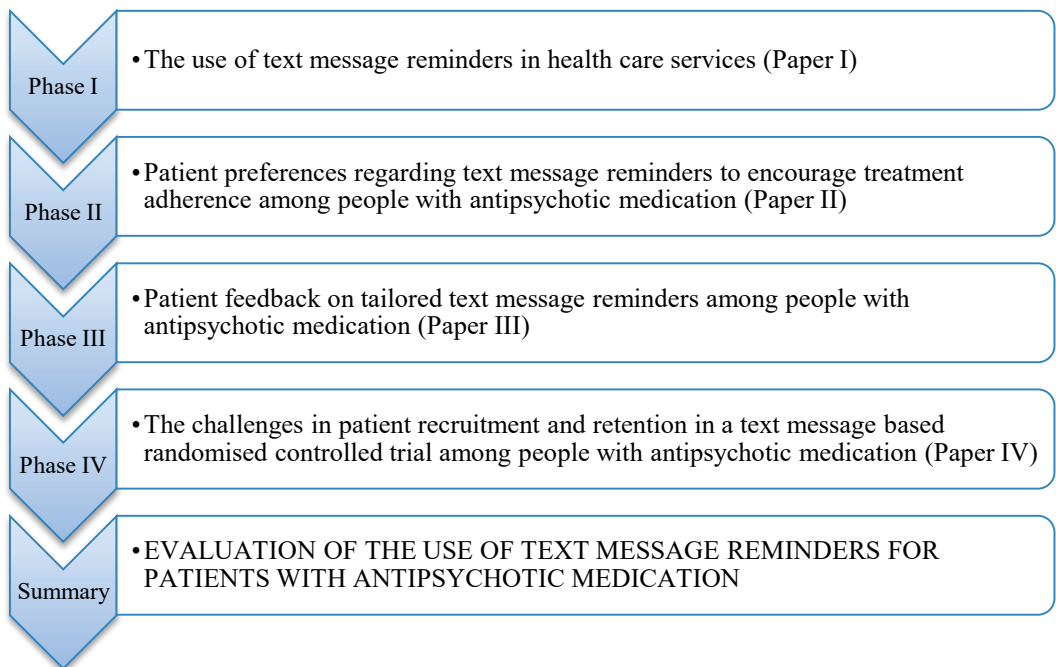 Phase I
•The use of text message reminders in health care services (Paper I)
Phase II
•Patient preferences regarding text message reminders to encourage treatment
adherence among people with antipsychotic medication (Paper II)
Phase III
•Patient feedback on tailored text message reminders among people with
antipsychotic medication (Paper III)
Phase IV
•The challenges in patient recruitment and retention in a text message based
randomised controlled trial among people with antipsychotic medication (Paper IV)
Summary
•EVALUATION OF THE USE OF TEXT MESSAGE REMINDERS FOR
PATIENTS WITH ANTIPSYCHOTIC MEDICATION